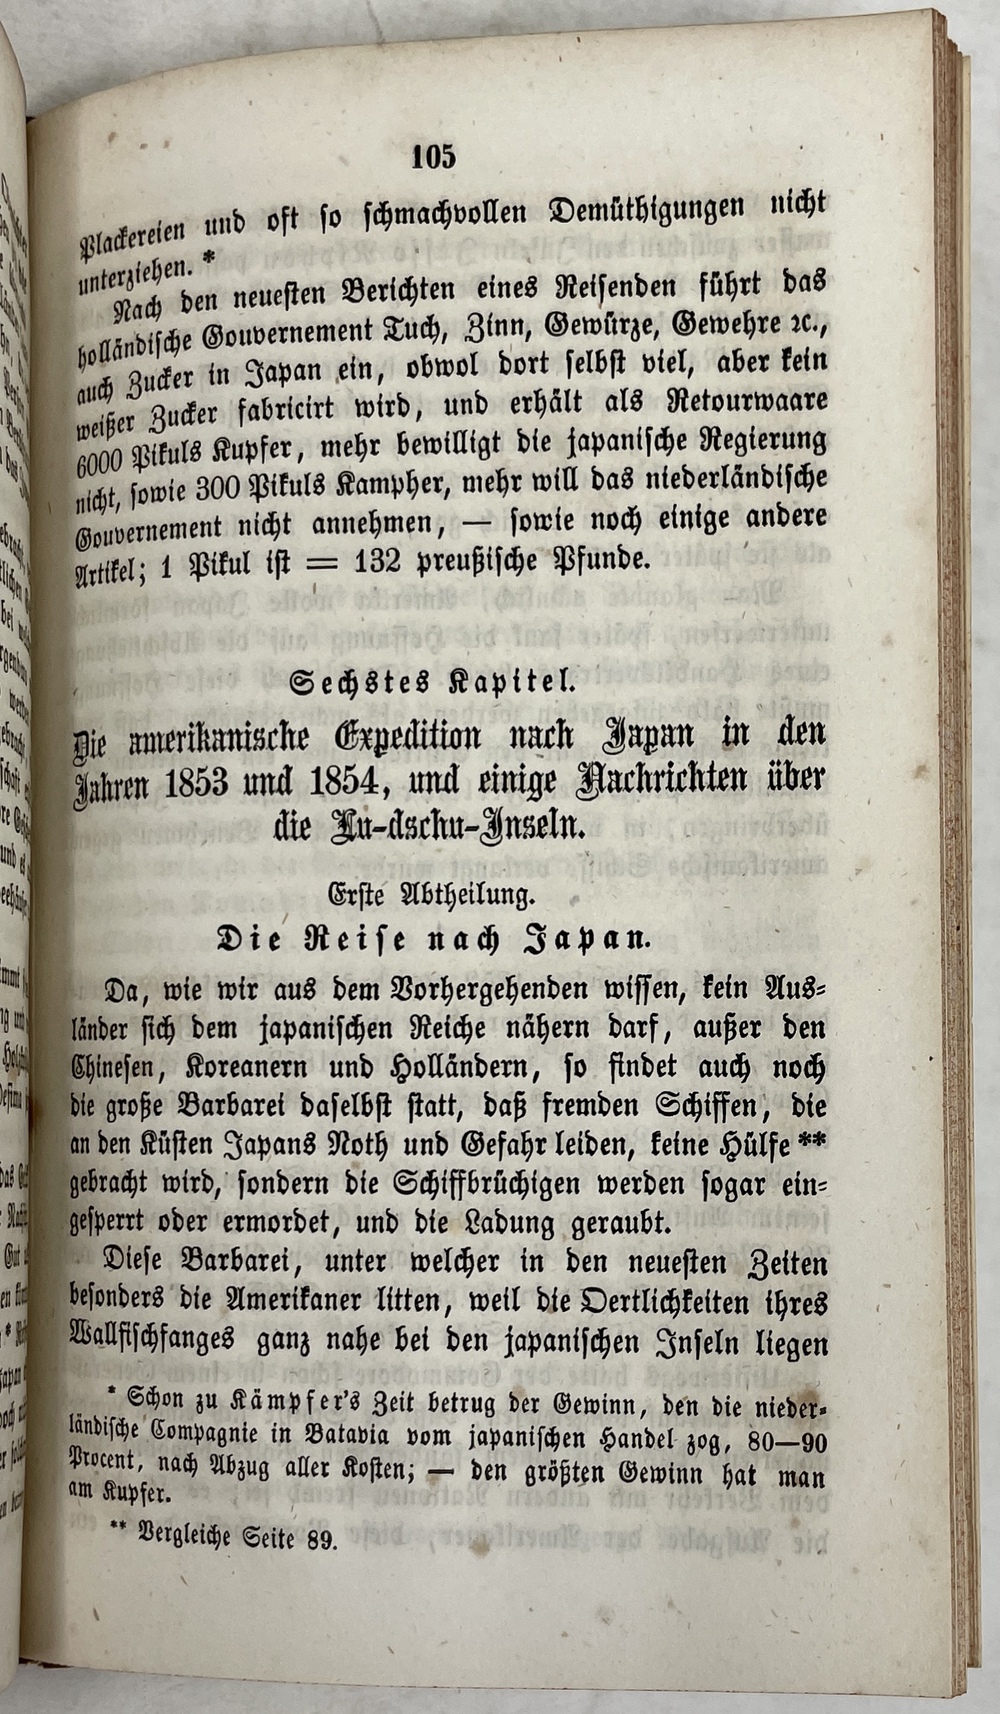 105
Plackereien und oft so schmachvollen Demüthigungen nicht
unterziehen. *
Nach den neuesten Berichten eines Reisenden führt das
holländische Gouvernement Tuch, Zinn, Gewürze, Gewehre ꝛc.,
auch Zucker in Japan ein, obwol dort selbst viel, aber kein
weißer Zucker fabricirt wird, und erhält als Retourwaare
6000 Pikuls Kupfer, mehr bewilligt die japanische Regierung
nicht, sowie 300 Pikuls Kampher, mehr will das niederländische
Gouvernement nicht annehmen, — sowie noch einige andere
Artikel; 1 Pikul ist = 132 preußische Pfunde.
Sechstes Kapitel.
Die amerikanische Expedition nach Japan in den
Jahren 1853 und 1854, und einige Nachrichten über
die Lu-dschu-Inseln.
Erste Abtheilung.
Die Reise nach Japan.
Da, wie wir aus dem Vorhergehenden wissen, kein Aus-
länder sich dem japanischen Reiche nähern darf, außer den
Chinesen, Koreanern und Holländern, so findet auch noch
die große Barbarei daselbst statt, daß fremden Schiffen, die
an den Küsten Japans Noth und Gefahr leiden, keine Hülfe **
gebracht wird, sondern die Schiffbrüchigen werden sogar ein-
gesperrt oder ermordet, und die Ladung geraubt.
Diese Barbarei, unter welcher in den neuesten Zeiten
besonders die Amerikaner litten, weil die Oertlichkeiten ihres
Wallfischfanges ganz nahe bei den japanischen Inseln liegen
* Schon zu Kämpfer's Zeit betrug der Gewinn, den die nieder-
ländische Compagnie in Batavia vom japanischen Handel zog, 80—90
Procent, nach Abzug aller Kosten; — den größten Gewinn hat man
am Kupfer.
** Vergleiche Seite 89.